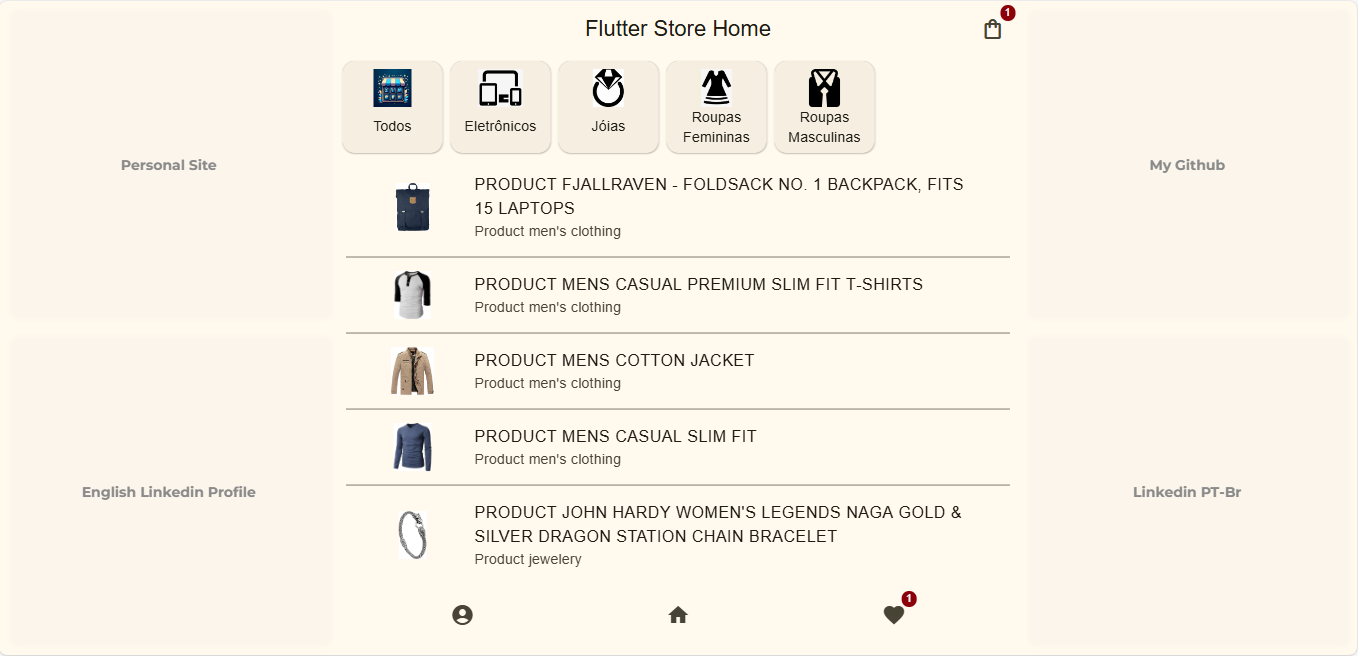 Flutter Store Home
1
Todos
Eletrônicos
Jóias
Roupas
Femininas
Roupas
Masculinas
Personal Site
My Github
PRODUCT FJALLRAVEN - FOLDSACK NO. 1 BACKPACK, FITS
15 LAPTOPS
Product men's clothing
PRODUCT MENS CASUAL PREMIUM SLIM FIT T-SHIRTS
Product men's clothing
PRODUCT MENS COTTON JACKET
Product men's clothing
PRODUCT MENS CASUAL SLIM FIT
Product men's clothing
English Linkedin Profile
Linkedin PT-Br
PRODUCT JOHN HARDY WOMEN'S LEGENDS NAGA GOLD &
SILVER DRAGON STATION CHAIN BRACELET
Product jewelery
1